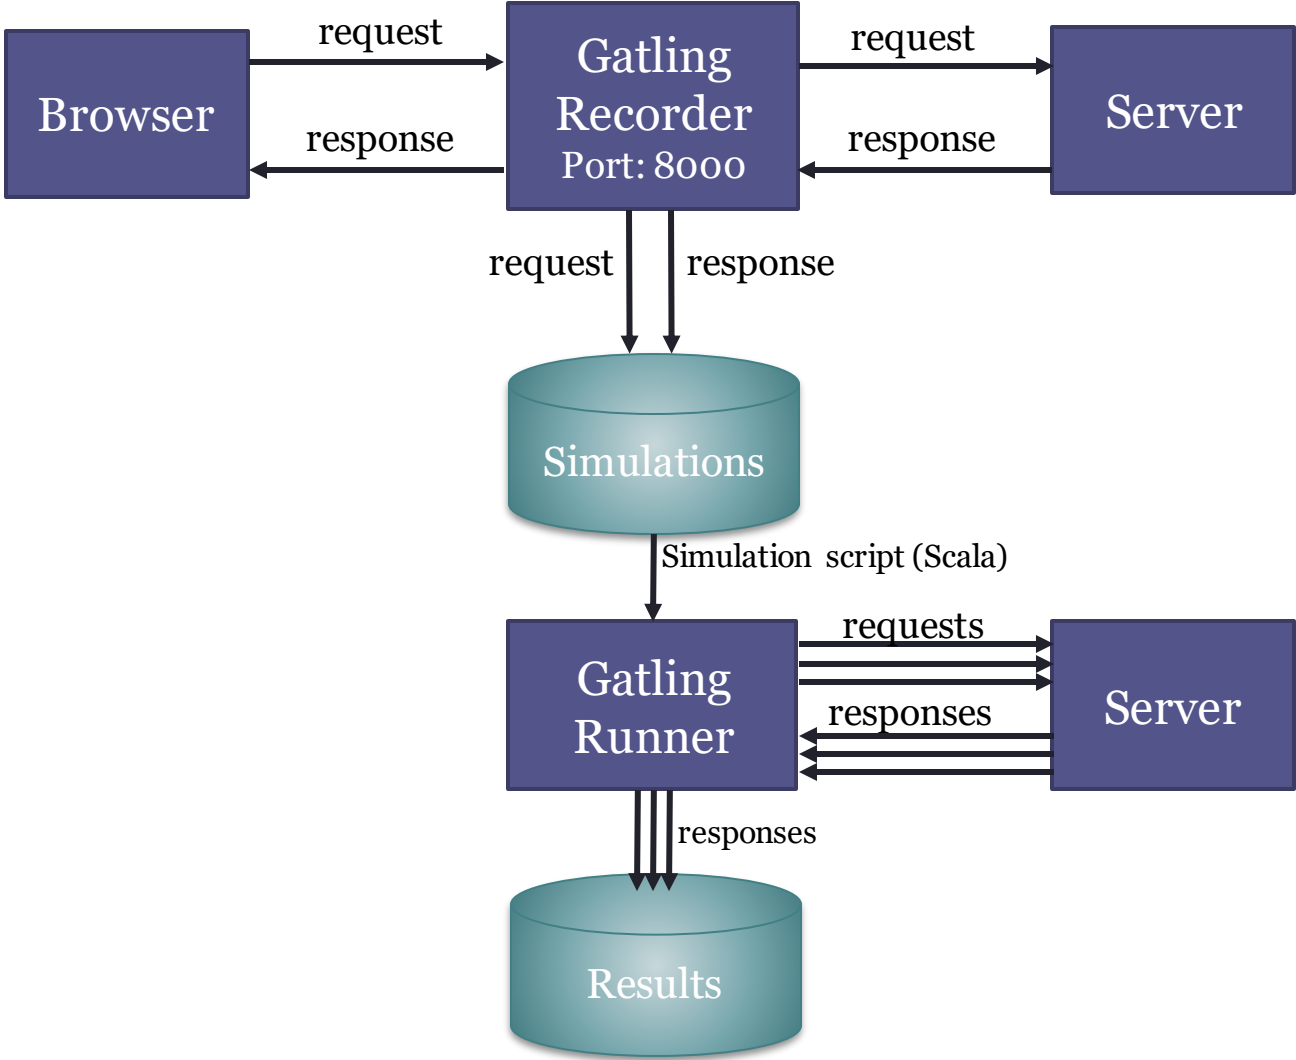 request
request
Browser
Gatling
Recorder
Port: 8000
Server
response
response
request
response
Simulations
Simulation script (Scala)
requests
Gatling
Runner
Server
responses
responses
Results